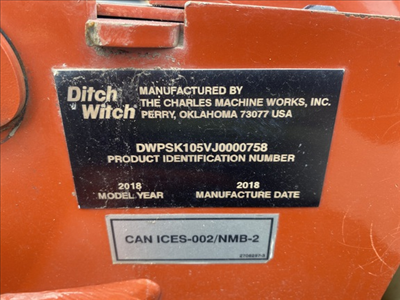 Ditch
Witch
MANUFACTURED BY
THE CHARLES MACHINE WORKS, INC.
PERRY, OKLAHOMA 73077 USA
DWPSK105VJ0000758
PRODUCT IDENTIFICATION NUMBER
2018
MODEL YEAR
2018
MANUFACTURE DATE
CAN ICES-002/NMB-2